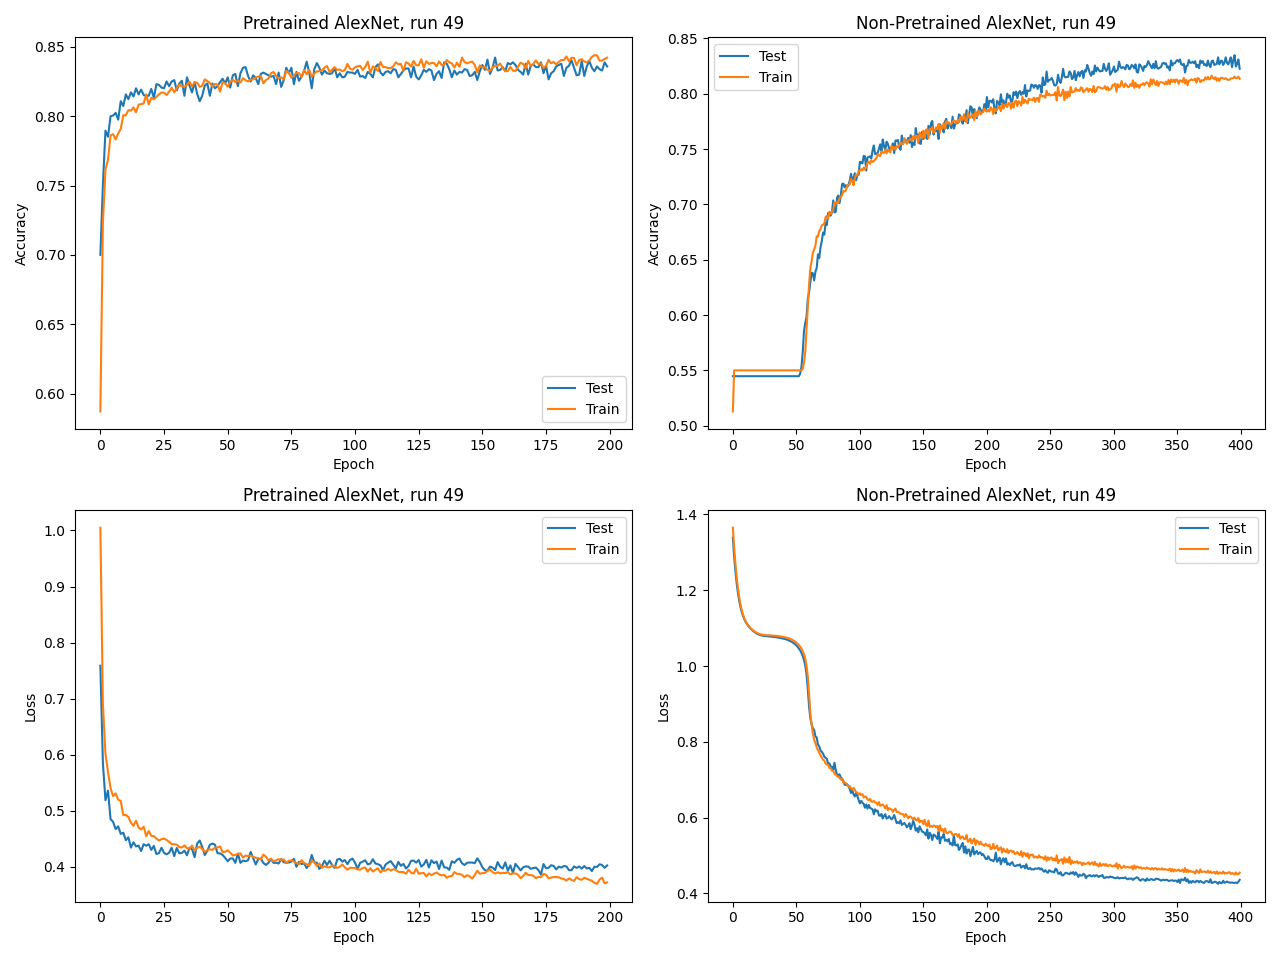 Pretrained AlexNet, run 49
0.85
0.80
0.75
0.70
0.65
0.60
Accuracy
Test
Train
0 25 50 75 100 125 150 175 200
Epoch
Non-Pretrained AlexNet, run 49
0.85
0.80
0.75
0.70
0.65
0.60
0.55
0.50
Accuracy
Test
Train
0 50 100 150 200 250 300 350 400
Epoch
Pretrained AlexNet, run 49
1.0
0.9
0.8
0.7
0.6
0.5
0.4
Loss
Test
Train
0 25 50 75 100 125 150 175 200
Epoch
Non-Pretrained AlexNet, run 49
1.4
1.2
1.0
0.8
0.6
0.4
Loss
Test
Train
0 50 100 150 200 250 300 350 400
Epoch